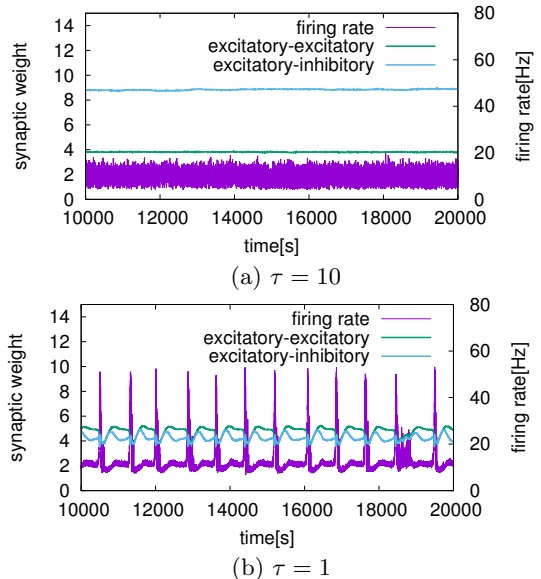 firing rate
excitatory-excitatory
excitatory-inhibitory
synaptic weight
14
12
10
8
6
4
2
0
80
60
40
20
0
firing rate[Hz]
10000 12000 14000 16000 18000 20000
time[s]
(a) τ = 10
firing rate
excitatory-excitatory
excitatory-inhibitory
synaptic weight
14
12
10
8
6
4
2
0
80
60
40
20
0
firing rate[Hz]
10000 12000 14000 16000 18000 20000
time[s]
(b) τ = 1